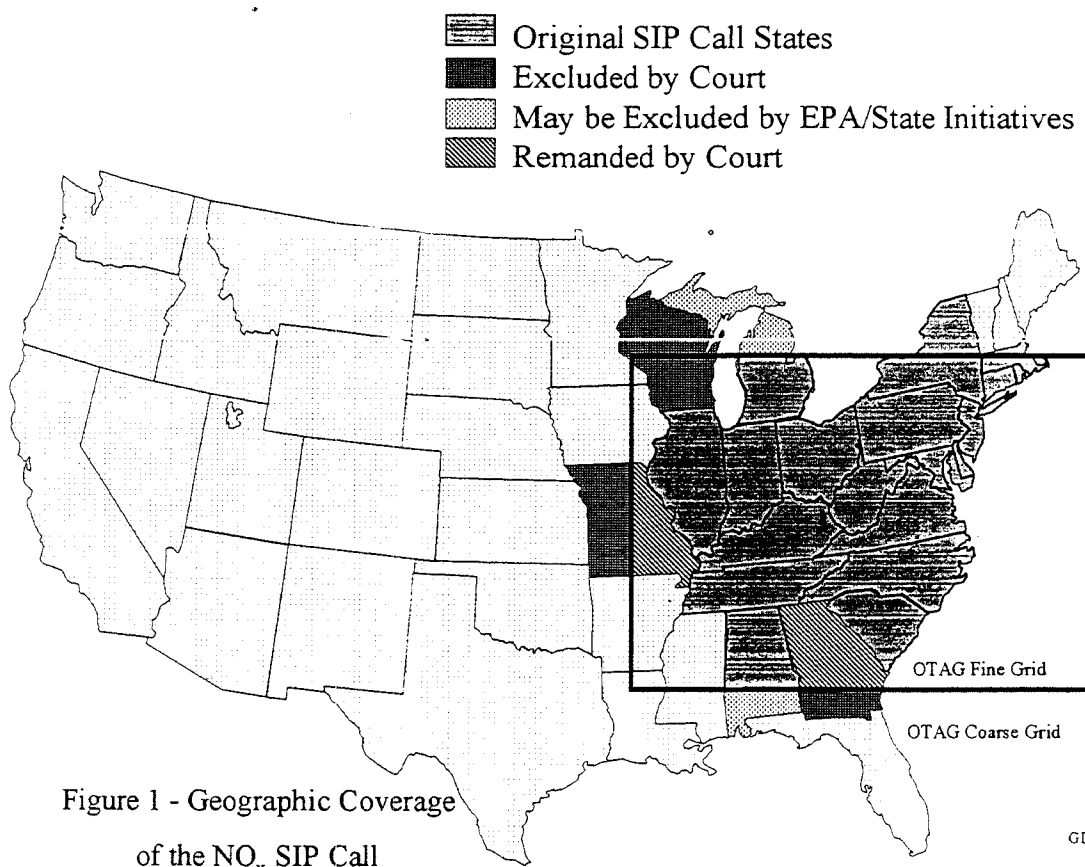 Original SIP Call States
Excluded by Court
May be Excluded by EPA/State Initiatives
Remanded by Court
OTAG Fine Grid
OTAG Coarse Grid
Figure 1 - Geographic Coverage
of the NOₓ SIP Call